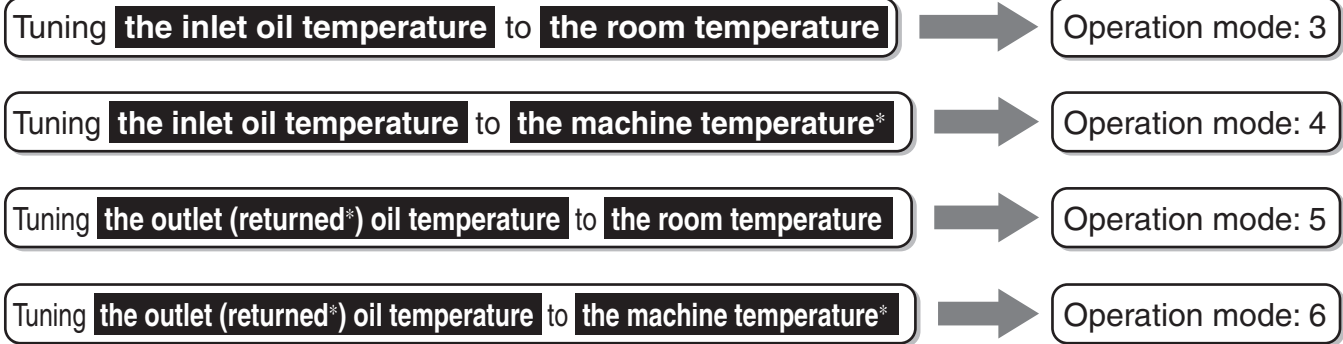 Tuning the inlet oil temperature to the room temperature Operation mode: 3
Tuning the inlet oil temperature to the machine temperature* Operation mode: 4
Tuning the outlet (returned*) oil temperature to the room temperature Operation mode: 5
Tuning the outlet (returned*) oil temperature to the machine temperature* Operation mode: 6